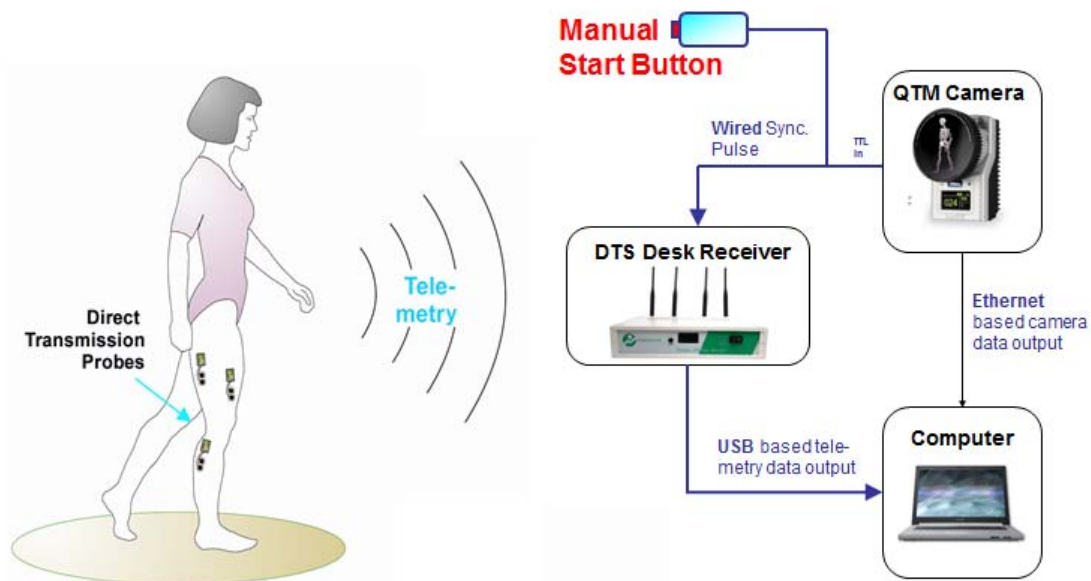 Manual
Start Button
QTM Camera
Wired Sync.
Pulse
TTL
In
DTS Desk Receiver
Tele-
metry
Direct
Transmission
Probes
Ethernet
based camera
data output
USB based tele-
metry data output
Computer